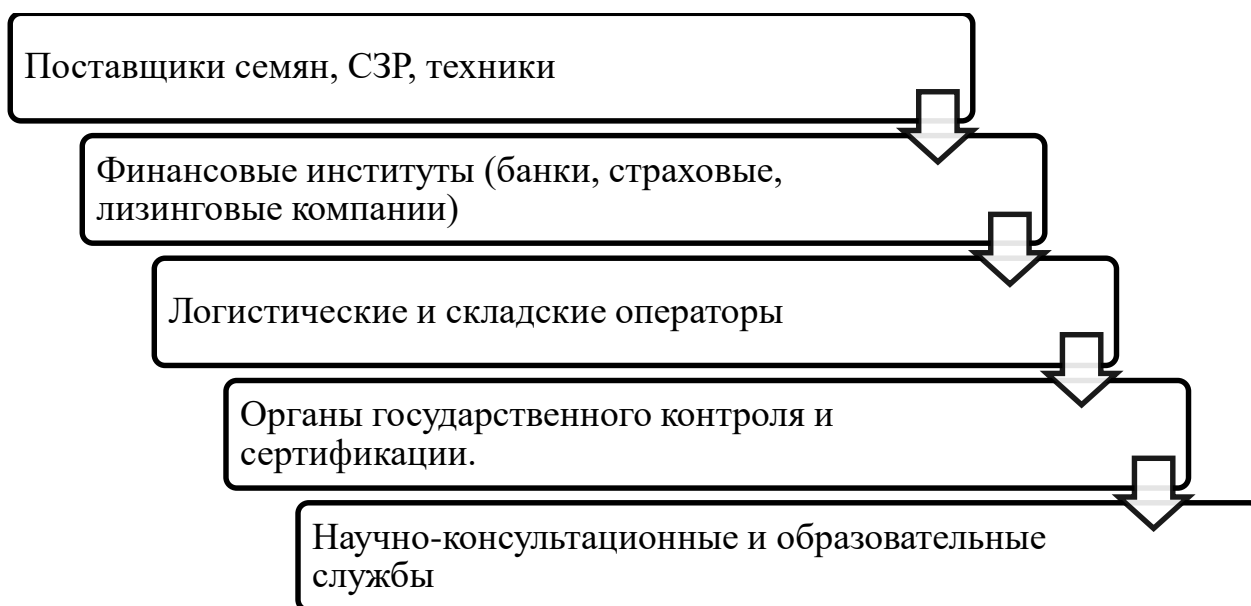 Поставщики семян, СЗР, техники
Финансовые институты (банки, страховые,
лизинговые компании)
Логистические и складские операторы
Органы государственного контроля и
сертификации.
Научно-консультационные и образовательные
службы